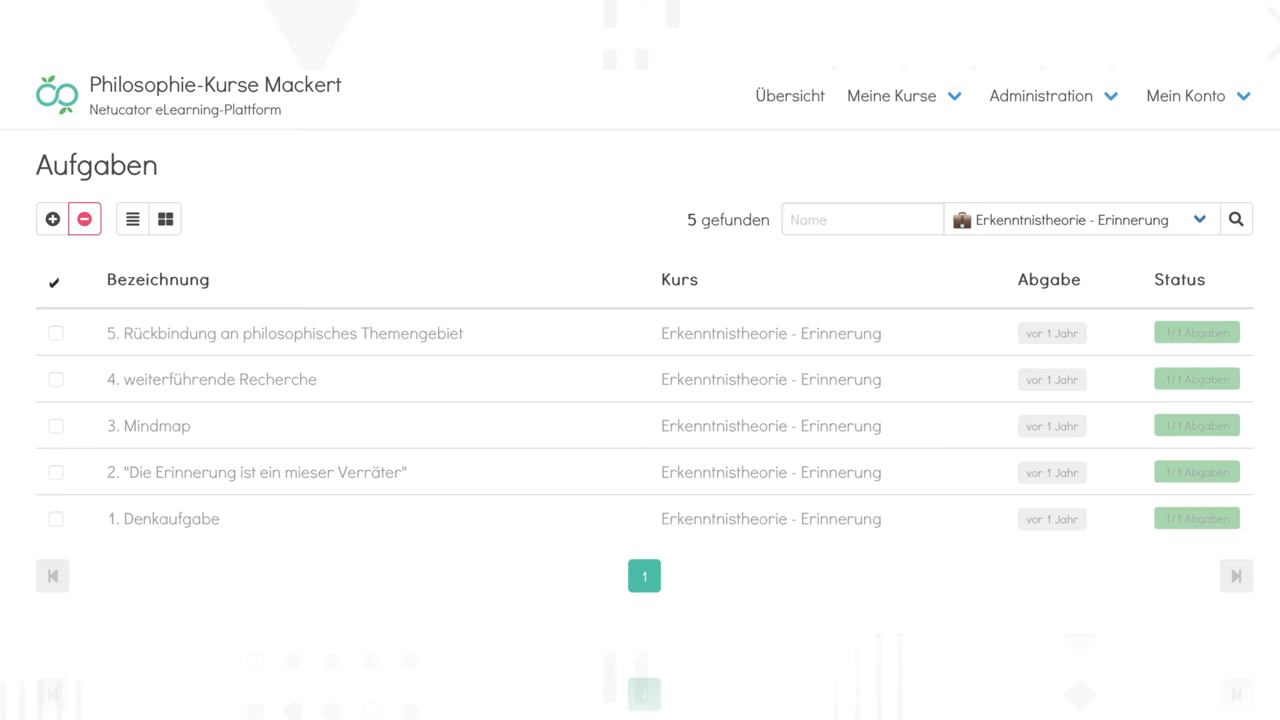 Philosophie-Kurse Mackert
Netucator eLearning-Plattform
Übersicht Meine Kurse Administration Mein Konto
Aufgaben
5 gefunden Name Erkenntnistheorie - Erinnerung
Bezeichnung Kurs Abgabe Status
5. Rückbindung an philosophisches Themengebiet Erkenntnistheorie - Erinnerung vor 1 Jahr 1/1 Abgaben
4. weiterführende Recherche Erkenntnistheorie - Erinnerung vor 1 Jahr 1/1 Abgaben
3. Mindmap Erkenntnistheorie - Erinnerung vor 1 Jahr 1/1 Abgaben
2. "Die Erinnerung ist ein mieser Verräter" Erkenntnistheorie - Erinnerung vor 1 Jahr 1/1 Abgaben
1. Denkaufgabe Erkenntnistheorie - Erinnerung vor 1 Jahr 1/1 Abgaben
1